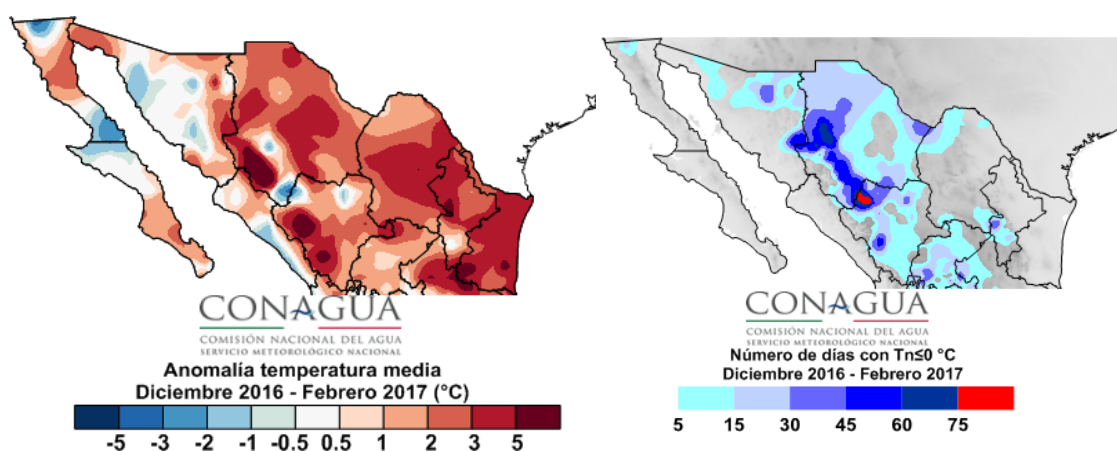 CONAGUA
COMISIÓN NACIONAL DEL AGUA
SERVICIO METEOROLÓGICO NACIONAL
Anomalía temperatura media
Diciembre 2016 - Febrero 2017 (°C)
-5 -3 -2 -1 -0.5 0.5 1 2 3 5
CONAGUA
COMISIÓN NACIONAL DEL AGUA
SERVICIO METEOROLÓGICO NACIONAL
Número de días con Tn≤0 °C
Diciembre 2016 - Febrero 2017
5 15 30 45 60 75